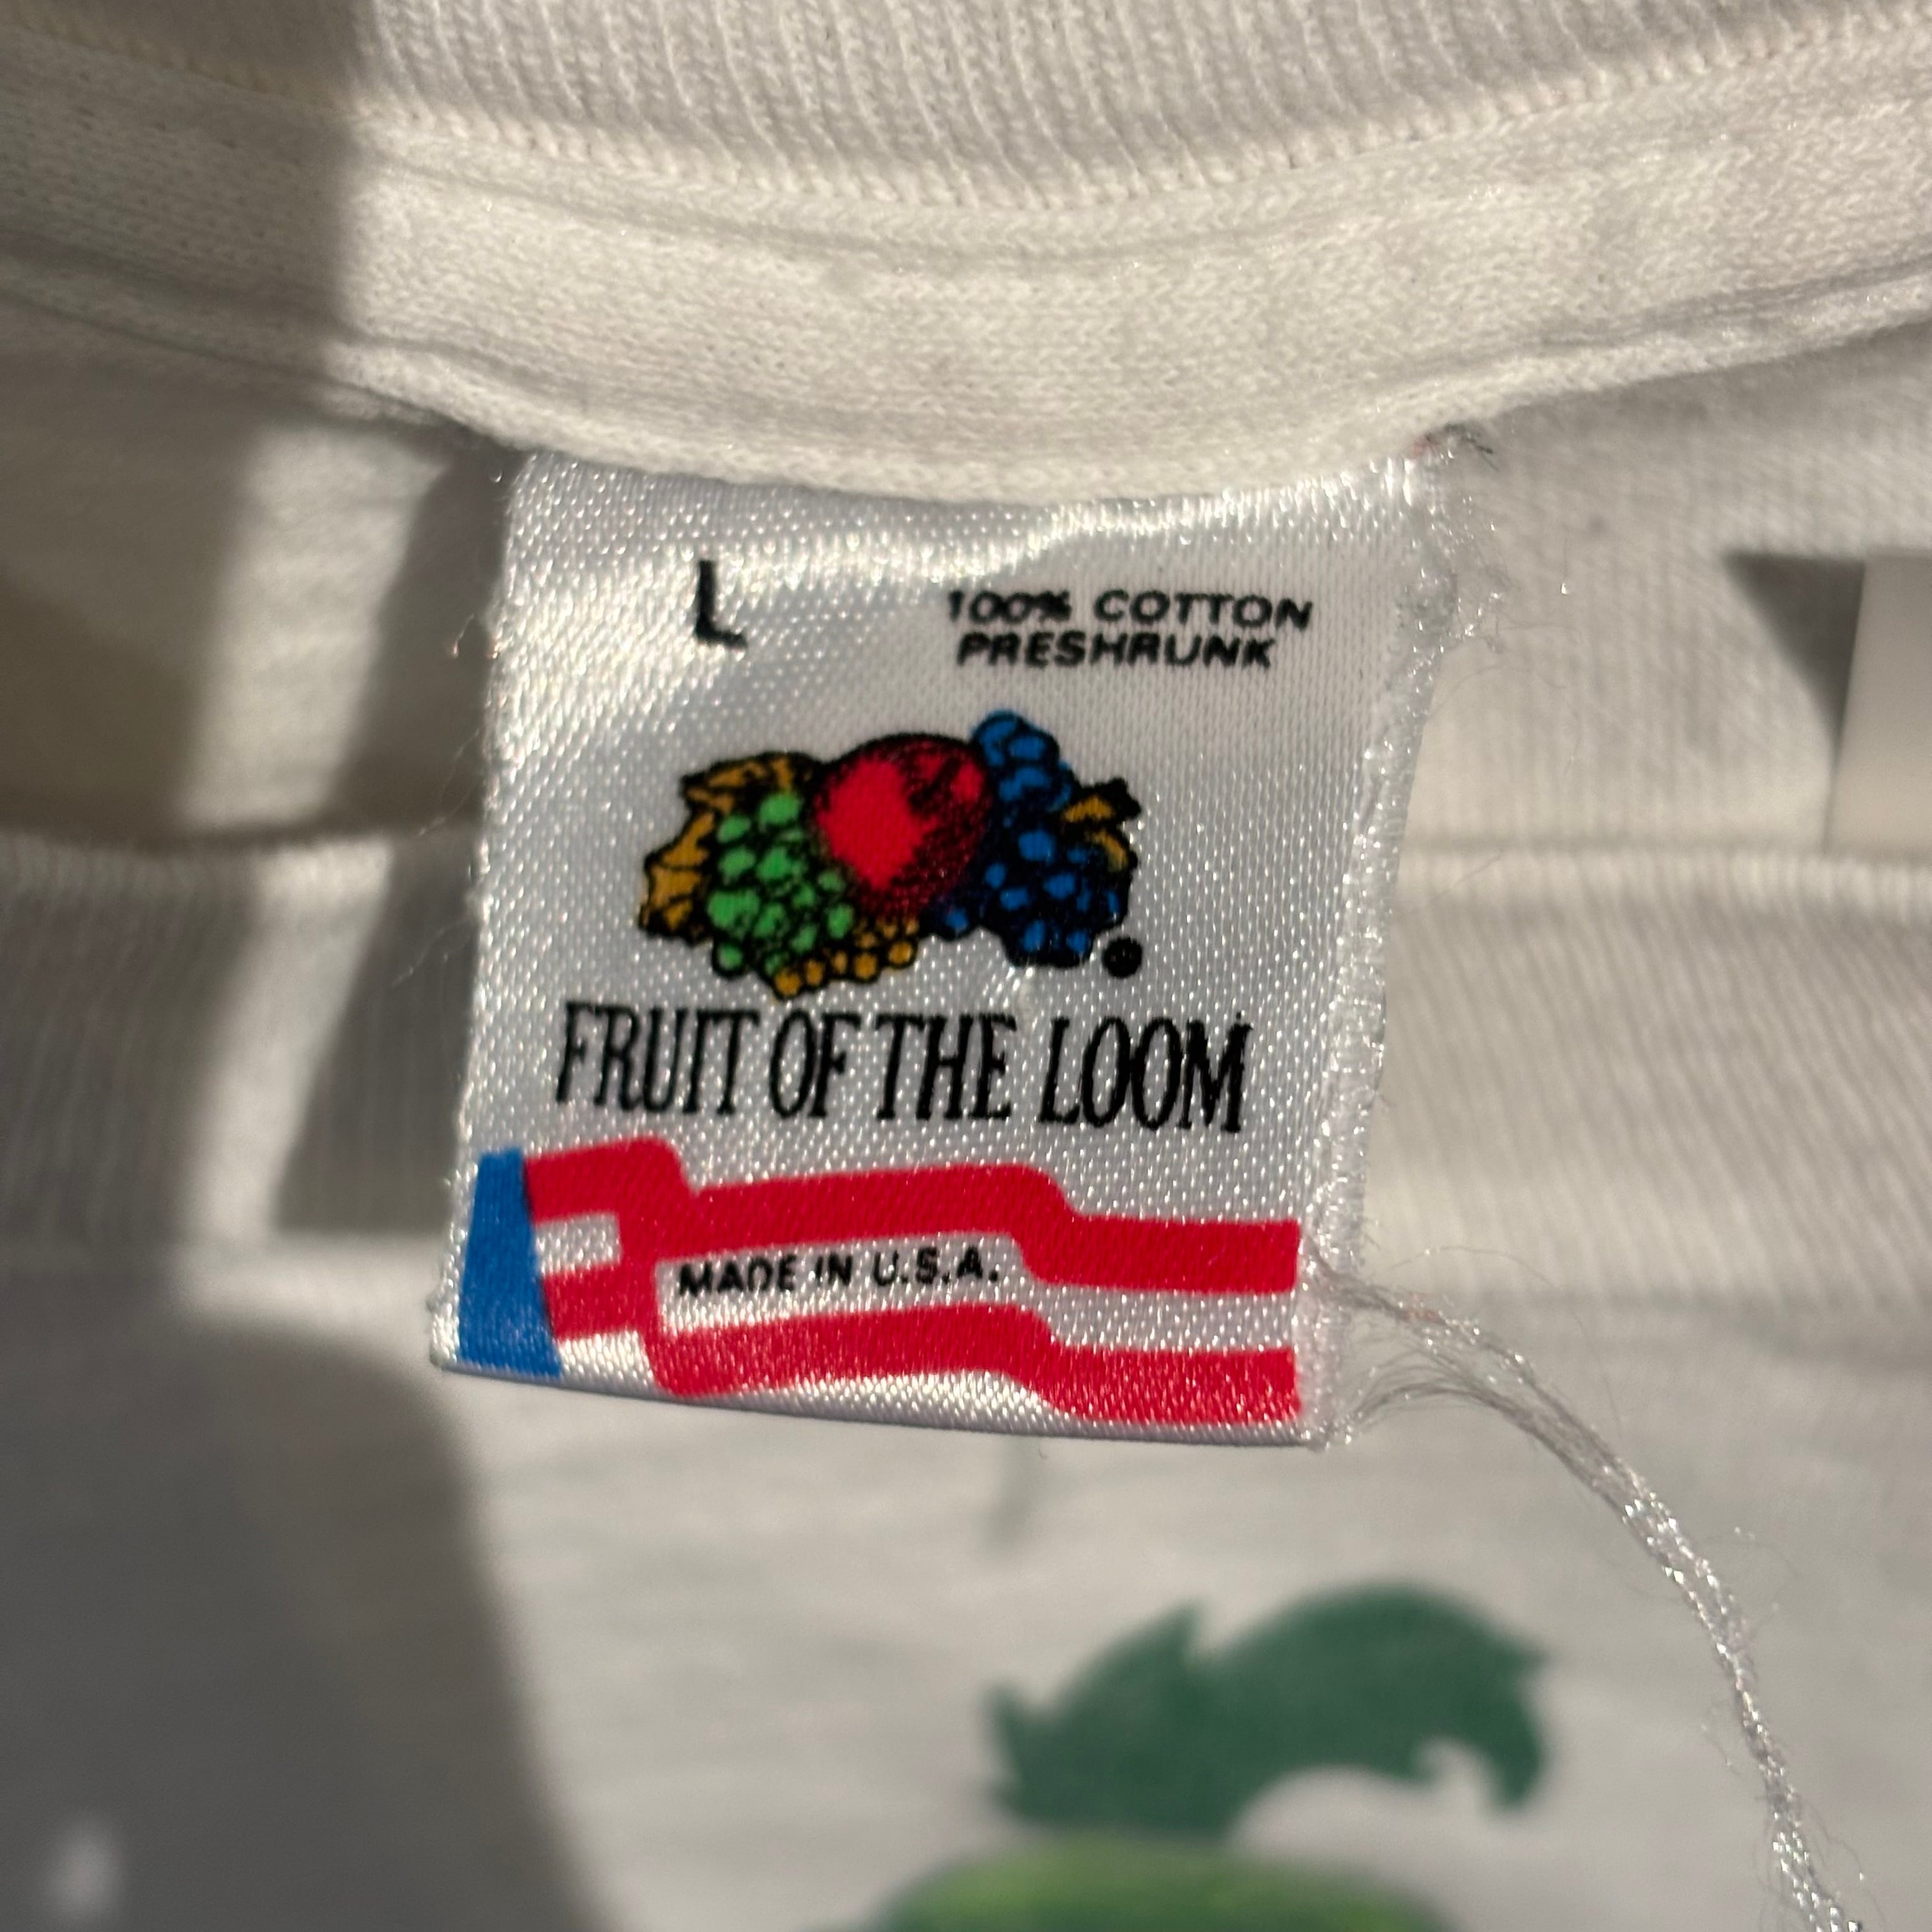 L
100% COTTON
PRESHRUNK
FRUIT OF THE LOOM
MADE IN U.S.A.